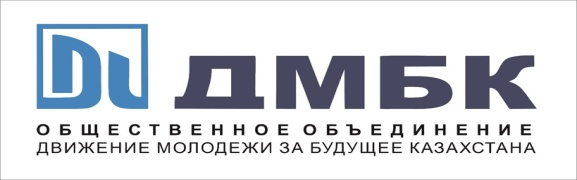 ДМБК
ОБЩЕСТВЕННОЕ ОБЪЕДИНЕНИЕ
ДВИЖЕНИЕ МОЛОДЕЖИ ЗА БУДУЩЕЕ КАЗАХСТАНА